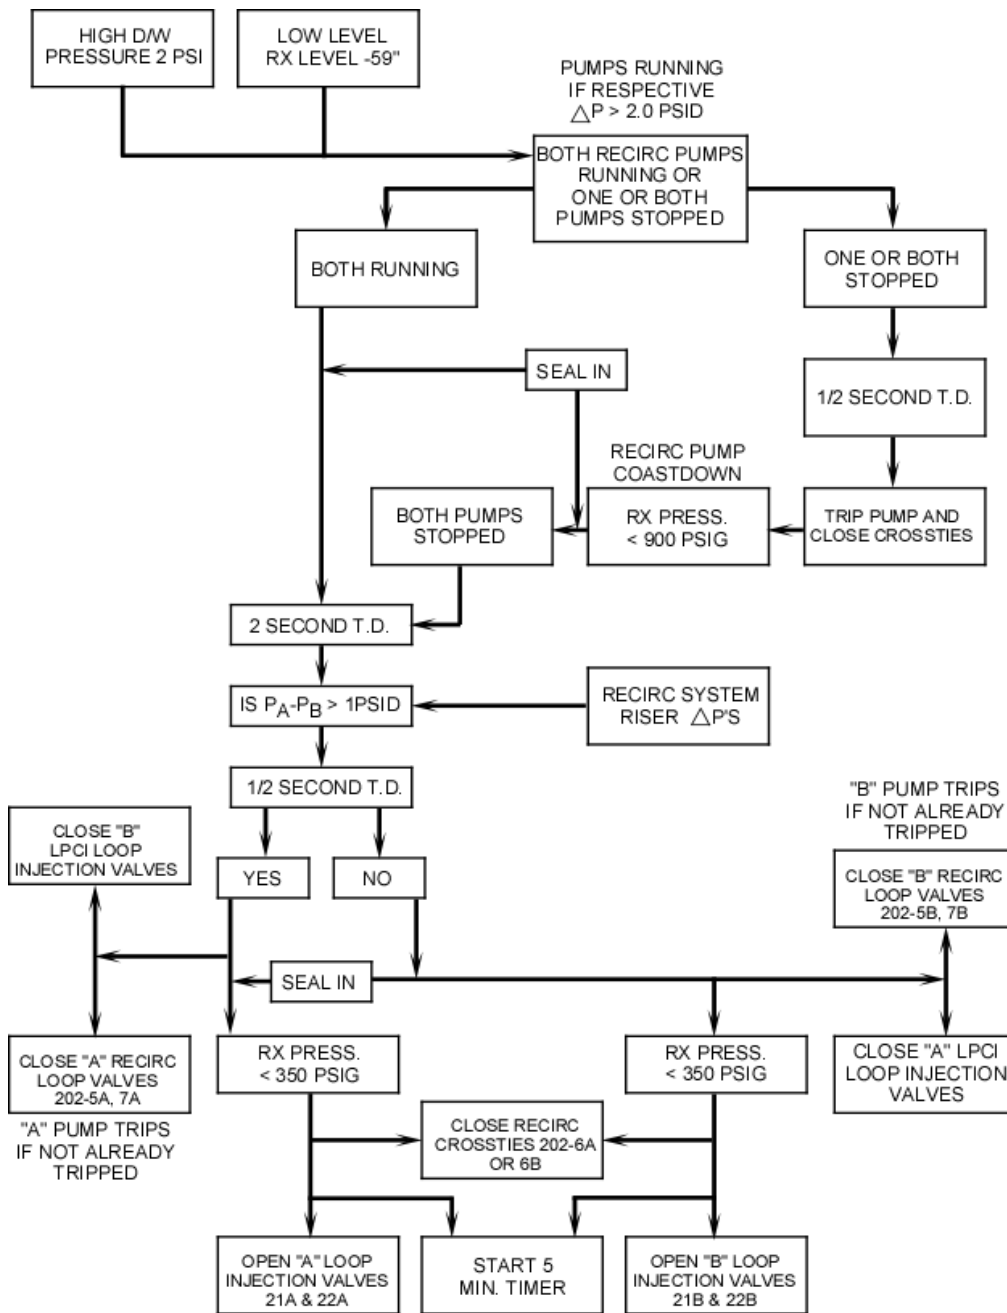 HIGH D/W
PRESSURE 2 PSI
LOW LEVEL
RX LEVEL -59"
PUMPS RUNNING
IF RESPECTIVE
△P > 2.0 PSID
BOTH RECIRC PUMPS
RUNNING OR
ONE OR BOTH
PUMPS STOPPED
BOTH RUNNING
ONE OR BOTH
STOPPED
SEAL IN
1/2 SECOND T.D.
RECIRC PUMP
COASTDOWN
BOTH PUMPS
STOPPED
RX PRESS.
< 900 PSIG
TRIP PUMP AND
CLOSE CROSSTIES
2 SECOND T.D.
IS PA-PB > 1PSID
RECIRC SYSTEM
RISER △P'S
1/2 SECOND T.D.
"B" PUMP TRIPS
IF NOT ALREADY
TRIPPED
CLOSE "B"
LPCI LOOP
INJECTION VALVES
YES
NO
CLOSE "B" RECIRC
LOOP VALVES
202-5B, 7B
SEAL IN
CLOSE "A" RECIRC
LOOP VALVES
202-5A, 7A
RX PRESS.
< 350 PSIG
RX PRESS.
< 350 PSIG
CLOSE "A" LPCI
LOOP INJECTION
VALVES
"A" PUMP TRIPS
IF NOT ALREADY
TRIPPED
CLOSE RECIRC
CROSSTIES 202-6A
OR 6B
OPEN "A" LOOP
INJECTION VALVES
21A & 22A
START 5
MIN. TIMER
OPEN "B" LOOP
INJECTION VALVES
21B & 22B